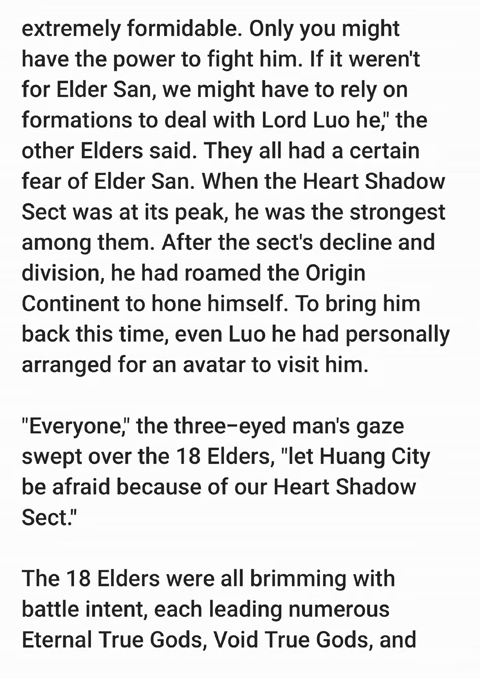 extremely formidable. Only you might
have the power to fight him. If it weren't
for Elder San, we might have to rely on
formations to deal with Lord Luo he," the
other Elders said. They all had a certain
fear of Elder San. When the Heart Shadow
Sect was at its peak, he was the strongest
among them. After the sect's decline and
division, he had roamed the Origin
Continent to hone himself. To bring him
back this time, even Luo he had personally
arranged for an avatar to visit him.
"Everyone," the three-eyed man's gaze
swept over the 18 Elders, "let Huang City
be afraid because of our Heart Shadow
Sect."
The 18 Elders were all brimming with
battle intent, each leading numerous
Eternal True Gods, Void True Gods, and